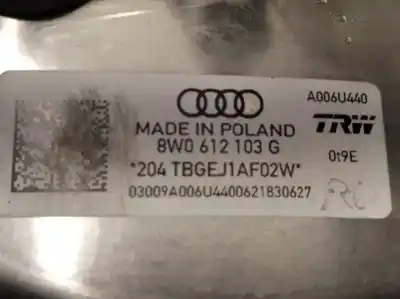 A006U440
MADE IN POLAND
TRW
8W0 612 103 G
0t9E
*204 TBGEJ1AF02W*
03009A006U4400621830627